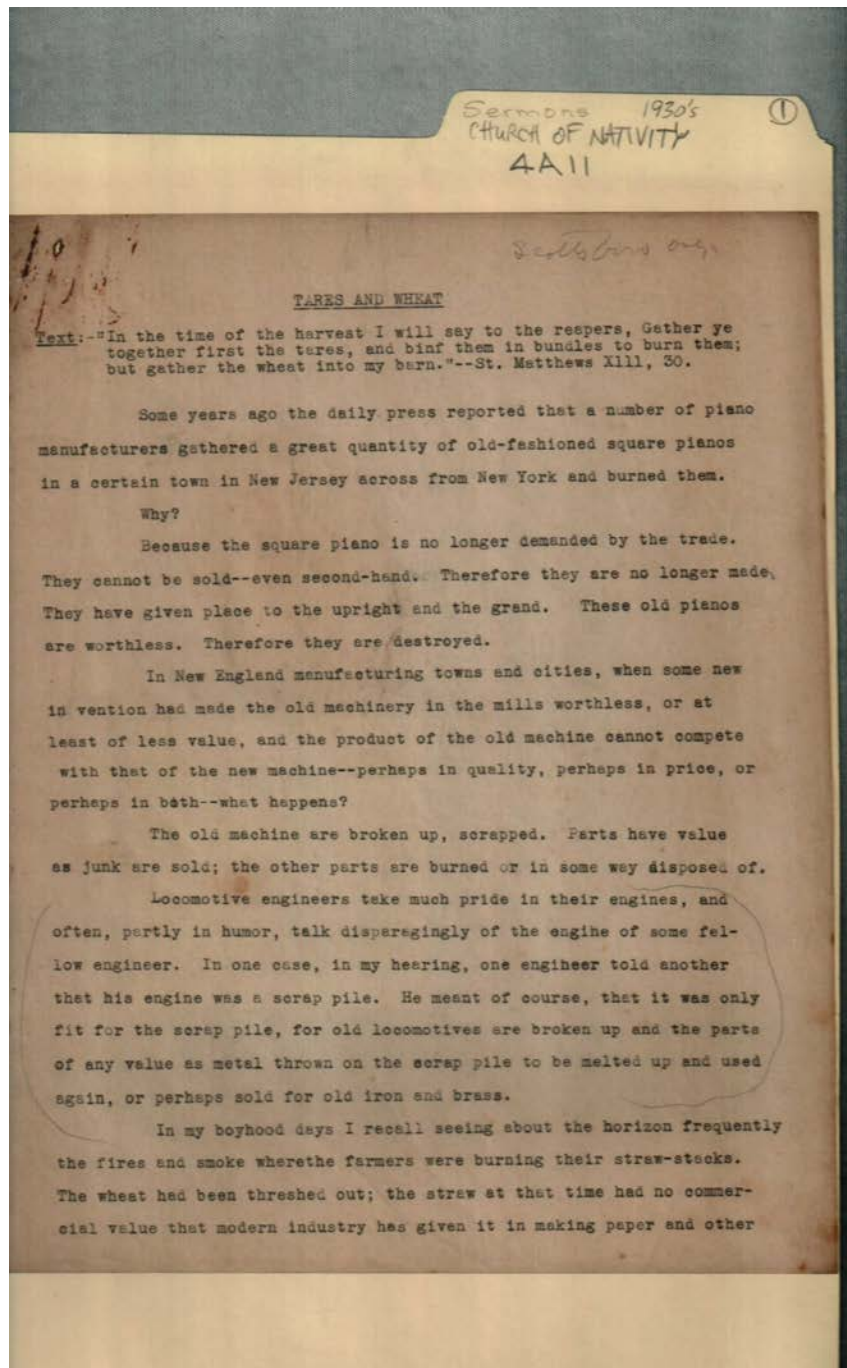 Sermons 1930's ①
CHURCH OF NATIVITY
4A11
Scottsboro
TARES AND WHEAT
Text:-"In the time of the harvest I will say to the reapers, Gather ye
together first the tares, and binf them in bundles to burn them;
but gather the wheat into my barn."--St. Matthews X111, 30.
Some years ago the daily press reported that a number of piano
manufacturers gathered a great quantity of old-fashioned square pianos
in a certain town in New Jersey across from New York and burned them.
Why?
Because the square piano is no longer demanded by the trade.
They cannot be sold--even second-hand. Therefore they are no longer made.
They have given place to the upright and the grand. These old pianos
are worthless. Therefore they are destroyed.
In New England manufacturing towns and cities, when some new
in vention had made the old machinery in the mills worthless, or at
least of less value, and the product of the old machine cannot compete
with that of the new machine--perhaps in quality, perhaps in price, or
perhaps in both--what happens?
The old machine are broken up, scrapped. Parts have value
as junk are sold; the other parts are burned or in some way disposed of.
Locomotive engineers take much pride in their engines, and
often, partly in humor, talk disparagingly of the engine of some fel-
low engineer. In one case, in my hearing, one engineer told another
that his engine was a scrap pile. He meant of course, that it was only
fit for the scrap pile, for old locomotives are broken up and the parts
of any value as metal thrown on the scrap pile to be melted up and used
again, or perhaps sold for old iron and brass.
In my boyhood days I recall seeing about the horizon frequently
the fires and smoke wherethe farmers were burning their straw-stacks.
The wheat had been threshed out; the straw at that time had no commer-
cial value that modern industry has given it in making paper and other